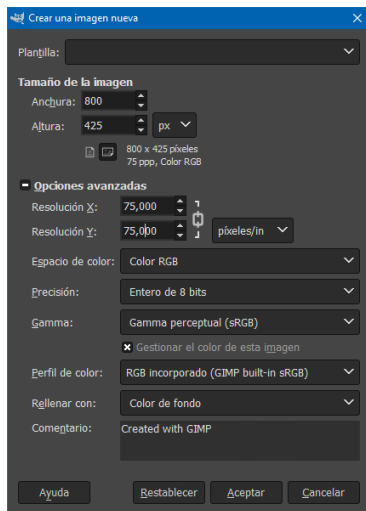 Crear una imagen nueva
Plantilla:
Tamaño de la imagen
Anchura: 800
Altura: 425 px
800 x 425 píxeles
75 ppp, Color RGB
Opciones avanzadas
Resolución X: 75,000
Resolución Y: 75,000 píxeles/in
Espacio de color: Color RGB
Precisión: Entero de 8 bits
Gamma: Gamma perceptual (sRGB)
Gestionar el color de esta imagen
Perfil de color: RGB incorporado (GIMP built-in sRGB)
Rellenar con: Color de fondo
Comentario: Created with GIMP
Ayuda Restablecer Aceptar Cancelar